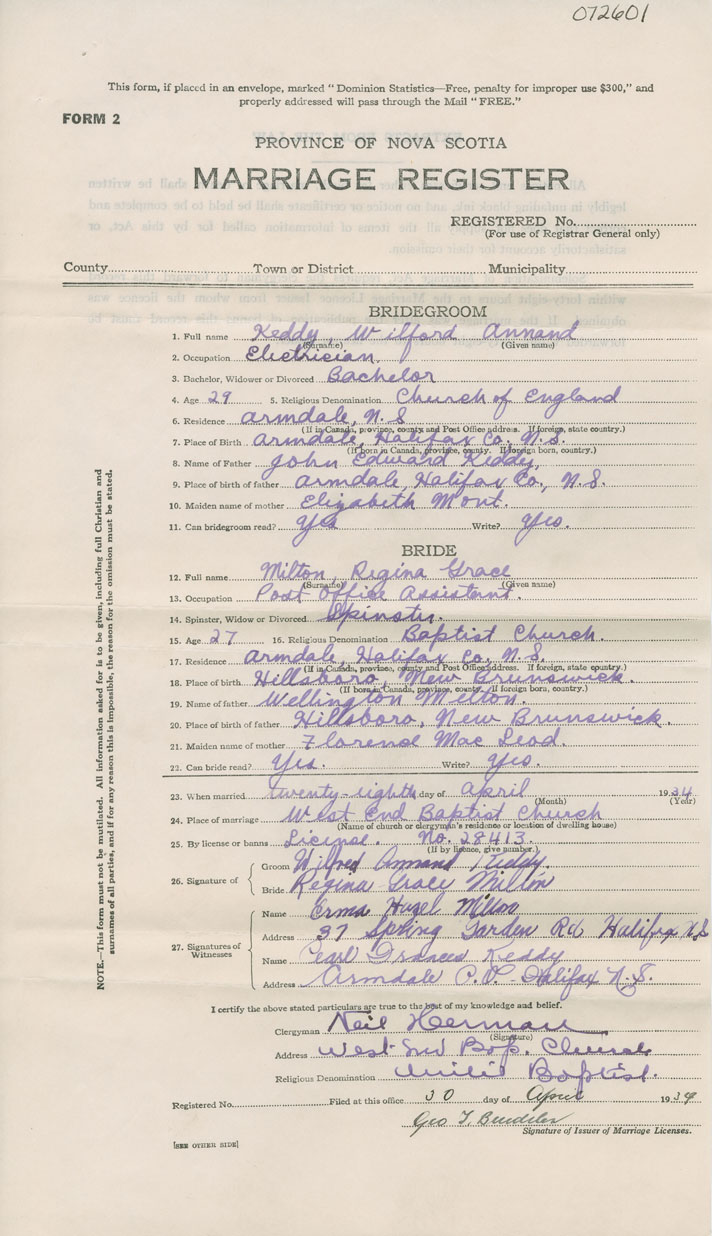 072601
This form, if placed in an envelope, marked "Dominion Statistics—Free, penalty for improper use $300," and
properly addressed will pass through the Mail "FREE."
FORM 2
PROVINCE OF NOVA SCOTIA
MARRIAGE REGISTER
REGISTERED No.
(For use of Registrar General only)
County Town or District Municipality
BRIDEGROOM
1. Full name Keddy, Wilford Annand
(Surname) (Given name)
2. Occupation Electrician.
3. Bachelor, Widower or Divorced Bachelor
4. Age 29 5. Religious Denomination Church of England
6. Residence Armdale, N.S
(If in Canada, province, county and Post Office address. If foreign, state country.)
7. Place of Birth Armdale, Halifax Co, N.S.
(If born in Canada, province, county. If foreign born, country.)
8. Name of Father John Edward Keddy,
9. Place of birth of father Armdale, Halifax Co., N.S.
10. Maiden name of mother Elizabeth Mont.
11. Can bridegroom read? Yes Write? Yes.
BRIDE
12. Full name Milton, Regina Grace
(Surname) (Given name)
13. Occupation Post Office Assistant.
14. Spinster, Widow or Divorced Spinster.
15. Age 27 16. Religious Denomination Baptist Church.
17. Residence Armdale, Halifax Co, N.S.
(If in Canada, province, county and Post Office address. If foreign, state country.)
18. Place of birth Hillsboro, New Brunswick.
(If born in Canada, province, county. If foreign born, country.)
19. Name of father Wellington Milton.
20. Place of birth of father Hillsboro, New Brunswick.
21. Maiden name of mother Florence Mac Leod.
22. Can bride read? Yes. Write? Yes.
23. When married twenty-eighth day of April 1934
(Month) (Year)
24. Place of marriage West End Baptist Church
(Name of church or clergyman's residence or location of dwelling house)
25. By license or banns License. No. 28413.
(If by licence, give number.)
26. Signature of Groom Wilfred Annand Keddy.
Bride Regina Grace Milton
27. Signatures of Witnesses
Name Erma Hazel Milton
Address 37 Spring Garden Rd Halifax N.S
Name Pearl Frances Keddy
Address Armdale P.O. - Halifax N.S.
I certify the above stated particulars are true to the best of my knowledge and belief.
Clergyman Neil Herman
(Signature)
Address West End Bap. Church
Religious Denomination Baptist.
Registered No. Filed at this office 30 day of April 1934
Geo T.
Signature of Issuer of Marriage Licenses.
[SEE OTHER SIDE]
NOTE.—This form must not be mutilated. All information asked for is to be given, including full Christian and
surnames of all parties, and if for any reason this is impossible, the reason for the omission must be stated.